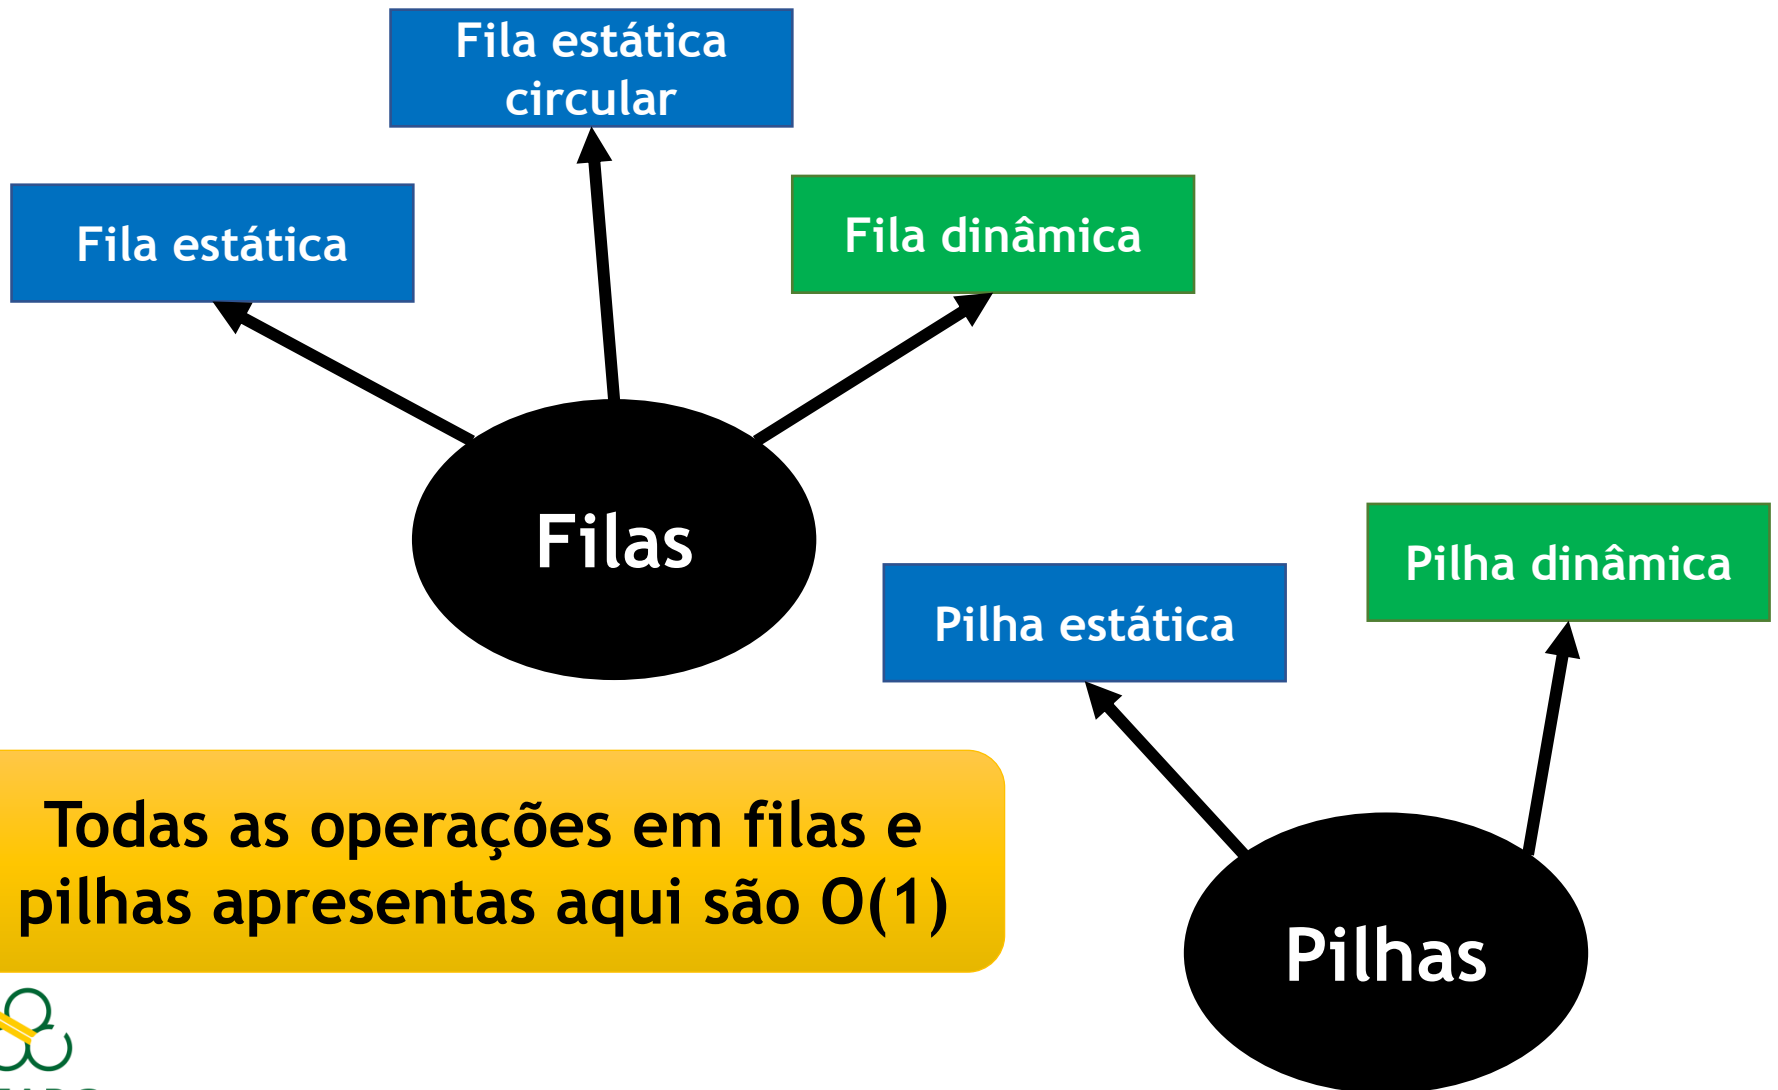 Fila estática
circular
Fila estática
Fila dinâmica
Filas
Pilha dinâmica
Pilha estática
Todas as operações em filas e
pilhas apresentas aqui são O(1)
Pilhas